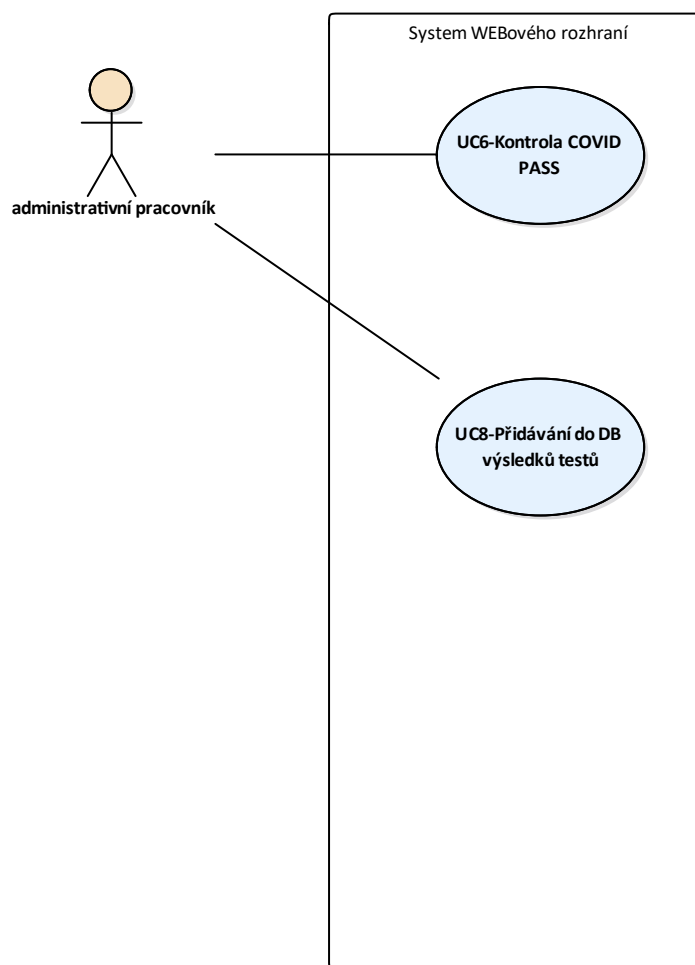 System WEBového rozhraní
UC6-Kontrola COVID
PASS
administrativní pracovník
UC8-Přidávání do DB
výsledků testů